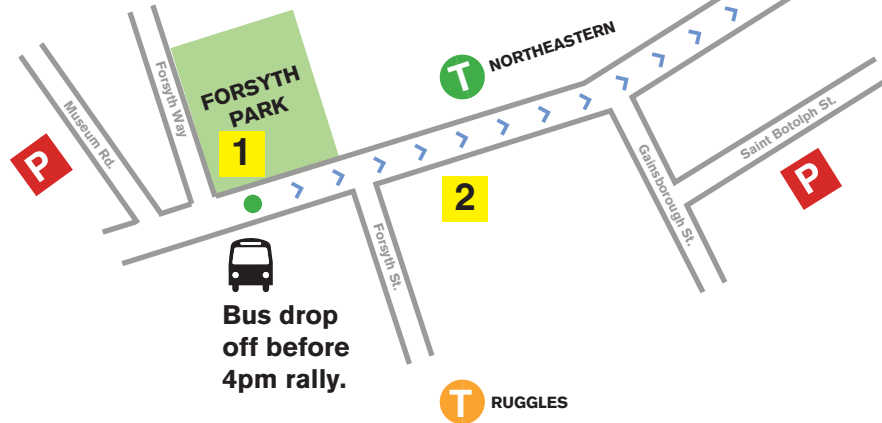 T
NORTHEASTERN
FORSYTH
PARK
Forsyth Way
Museum Rd.
P
1
Saint Botolph St.
Gainsborough St.
P
2
Forsyth St.
Bus drop
off before
4pm rally.
T
RUGGLES